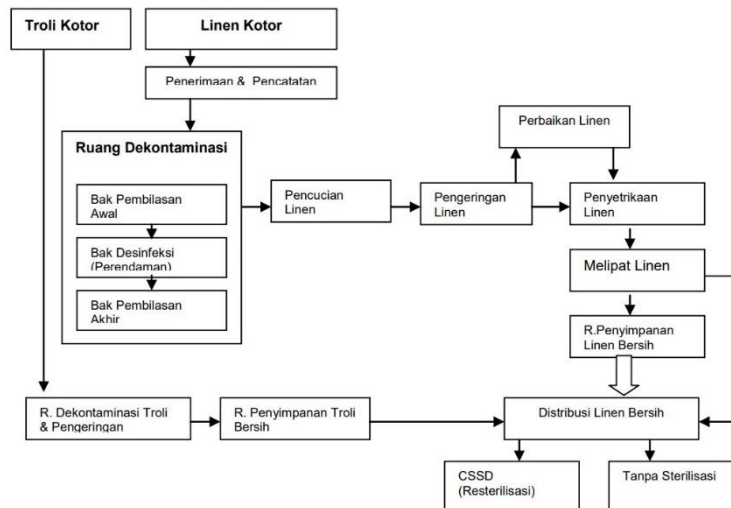 Troli Kotor
Linen Kotor
Penerimaan & Pencatatan
Ruang Dekontaminasi
Bak Pembilasan
Awal
Bak Desinfeksi
(Perendaman)
Bak Pembilasan
Akhir
Pencucian
Linen
Pengeringan
Linen
Perbaikan Linen
Penyetrikaan
Linen
Melipat Linen
R.Penyimpanan
Linen Bersih
R. Dekontaminasi Troli
& Pengeringan
R. Penyimpanan Troli
Bersih
Distribusi Linen Bersih
CSSD
(Resterilisasi)
Tanpa Sterilisasi